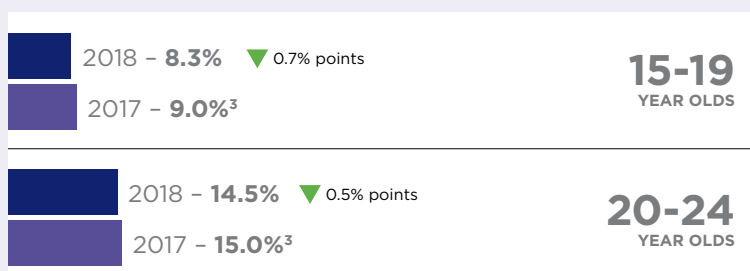 2018 – 8.3% ▼ 0.7% points
2017 – 9.0%³
15-19
YEAR OLDS
2018 – 14.5% ▼ 0.5% points
2017 – 15.0%³
20-24
YEAR OLDS